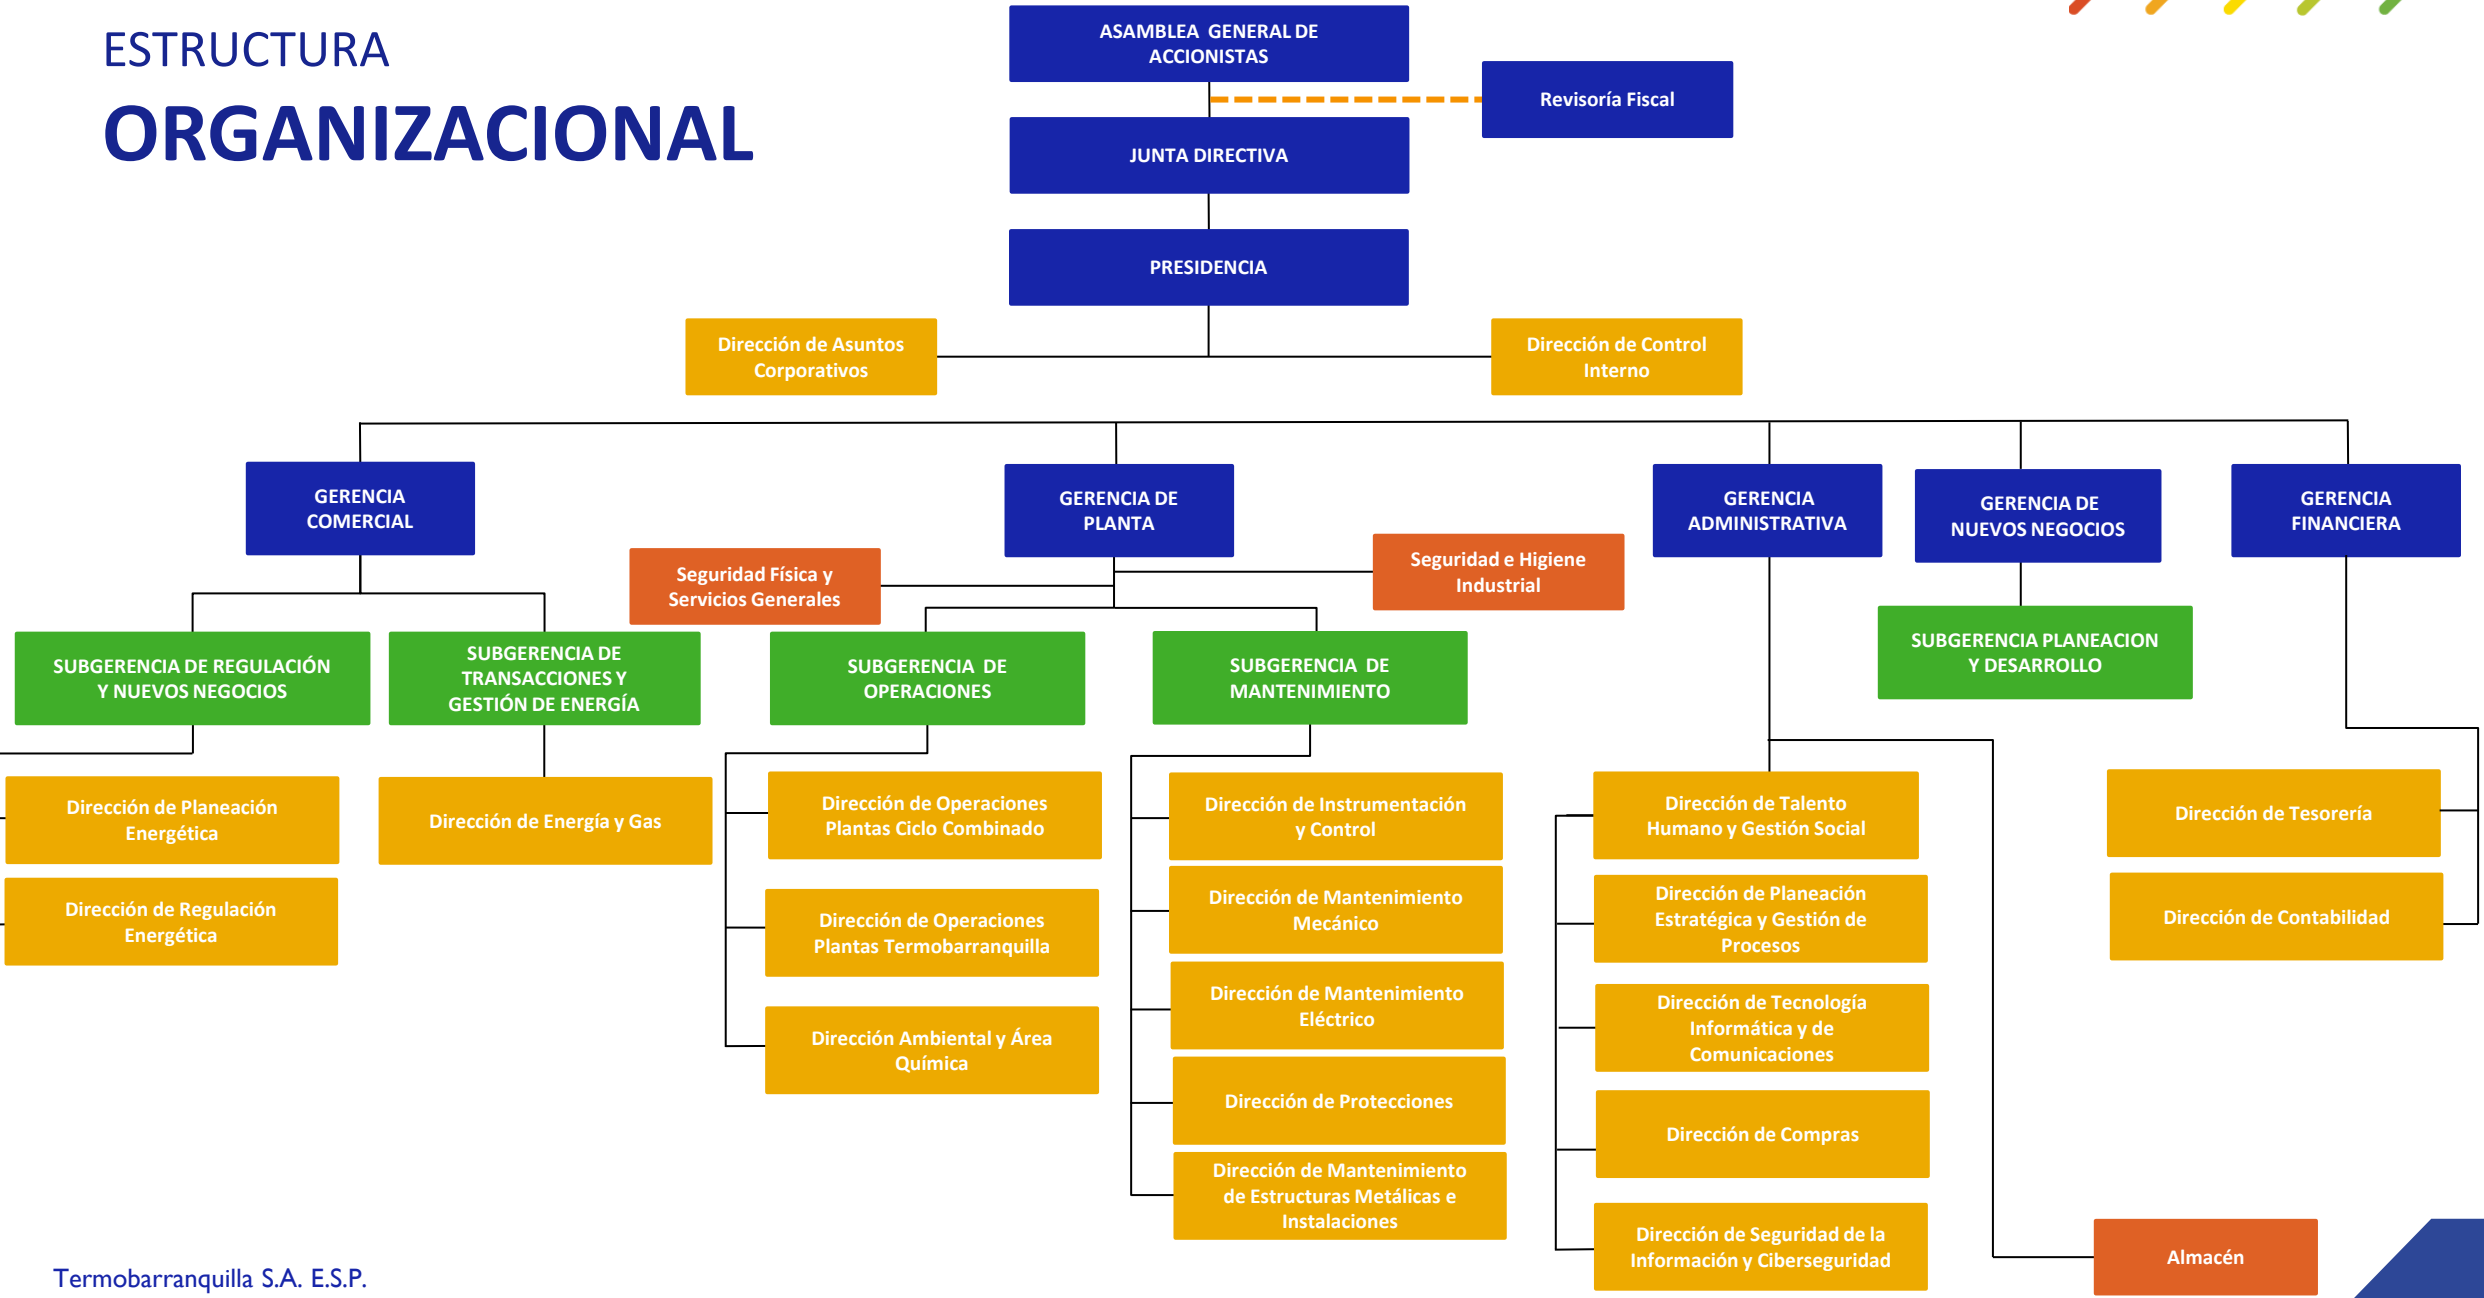 ESTRUCTURA
ORGANIZACIONAL
ASAMBLEA GENERAL DE
ACCIONISTAS
Revisoría Fiscal
JUNTA DIRECTIVA
PRESIDENCIA
Dirección de Asuntos
Corporativos
Dirección de Control
Interno
GERENCIA
COMERCIAL
GERENCIA DE
PLANTA
GERENCIA
ADMINISTRATIVA
GERENCIA DE
NUEVOS NEGOCIOS
GERENCIA
FINANCIERA
Seguridad Física y
Servicios Generales
Seguridad e Higiene
Industrial
SUBGERENCIA DE REGULACIÓN
Y NUEVOS NEGOCIOS
SUBGERENCIA DE
TRANSACCIONES Y
GESTIÓN DE ENERGÍA
SUBGERENCIA DE
OPERACIONES
SUBGERENCIA DE
MANTENIMIENTO
SUBGERENCIA PLANEACION
Y DESARROLLO
Dirección de Planeación
Energética
Dirección de Regulación
Energética
Dirección de Energía y Gas
Dirección de Operaciones
Plantas Ciclo Combinado
Dirección de Operaciones
Plantas Termobarranquilla
Dirección Ambiental y Área
Química
Dirección de Instrumentación
y Control
Dirección de Mantenimiento
Mecánico
Dirección de Mantenimiento
Eléctrico
Dirección de Protecciones
Dirección de Mantenimiento
de Estructuras Metálicas e
Instalaciones
Dirección de Talento
Humano y Gestión Social
Dirección de Planeación
Estratégica y Gestión de
Procesos
Dirección de Tecnología
Informática y de
Comunicaciones
Dirección de Compras
Dirección de Seguridad de la
Información y Ciberseguridad
Dirección de Tesorería
Dirección de Contabilidad
Almacén
Termobarranquilla S.A. E.S.P.